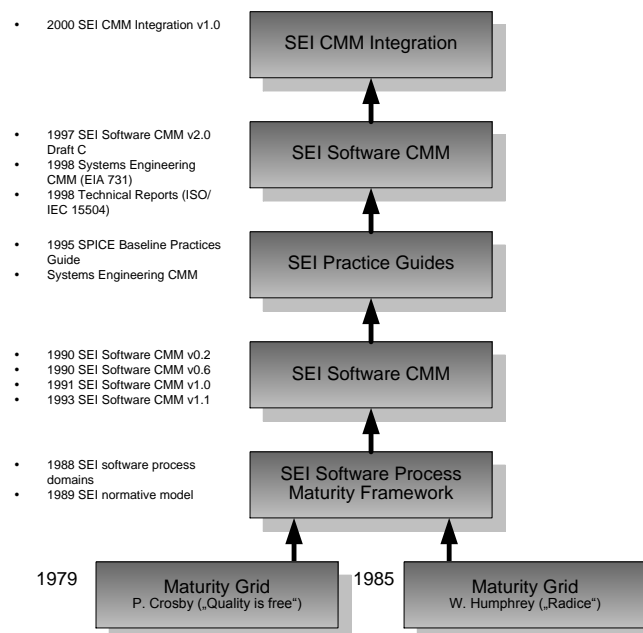 • 2000 SEI CMM Integration v1.0
SEI CMM Integration
• 1997 SEI Software CMM v2.0
Draft C
• 1998 Systems Engineering
CMM (EIA 731)
• 1998 Technical Reports (ISO/
IEC 15504)
SEI Software CMM
• 1995 SPICE Baseline Practices
Guide
• Systems Engineering CMM
SEI Practice Guides
• 1990 SEI Software CMM v0.2
• 1990 SEI Software CMM v0.6
• 1991 SEI Software CMM v1.0
• 1993 SEI Software CMM v1.1
SEI Software CMM
• 1988 SEI software process
domains
• 1989 SEI normative model
SEI Software Process
Maturity Framework
1979
Maturity Grid
P. Crosby („Quality is free“)
1985
Maturity Grid
W. Humphrey („Radice“)